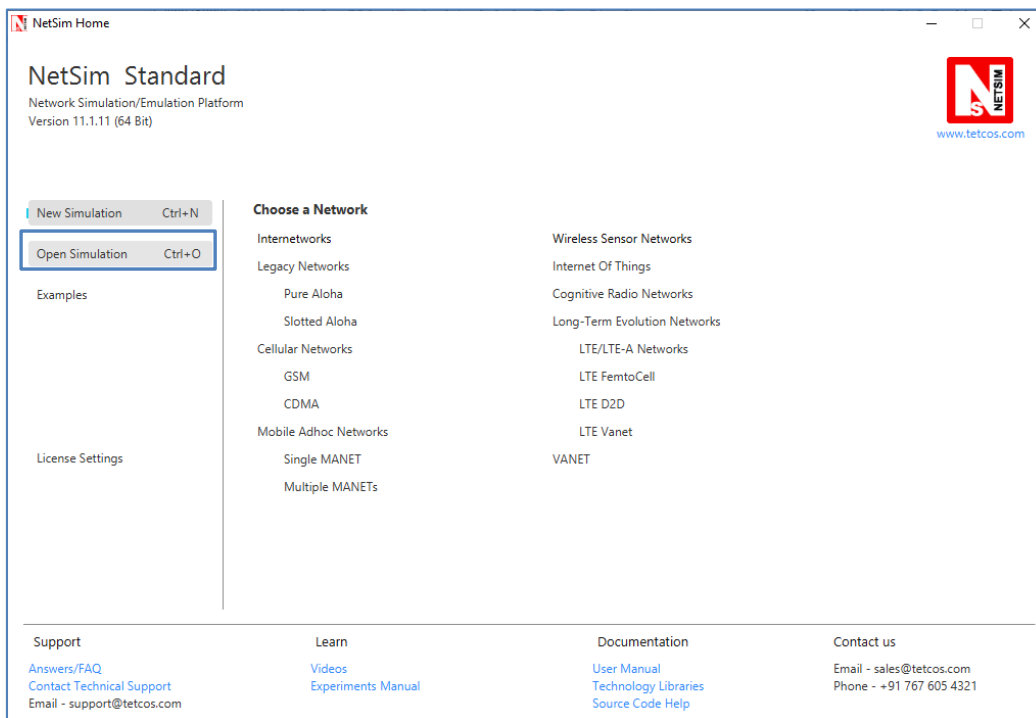 NetSim Home
NetSim Standard
Network Simulation/Emulation Platform
Version 11.1.11 (64 Bit)
NS NETSIM
www.tetcos.com
New Simulation Ctrl+N
Open Simulation Ctrl+O
Examples
License Settings
Choose a Network
Internetworks
Legacy Networks
Pure Aloha
Slotted Aloha
Cellular Networks
GSM
CDMA
Mobile Adhoc Networks
Single MANET
Multiple MANETs
Wireless Sensor Networks
Internet Of Things
Cognitive Radio Networks
Long-Term Evolution Networks
LTE/LTE-A Networks
LTE FemtoCell
LTE D2D
LTE Vanet
VANET
Support
Answers/FAQ
Contact Technical Support
Email - support@tetcos.com
Learn
Videos
Experiments Manual
Documentation
User Manual
Technology Libraries
Source Code Help
Contact us
Email - sales@tetcos.com
Phone - +91 767 605 4321